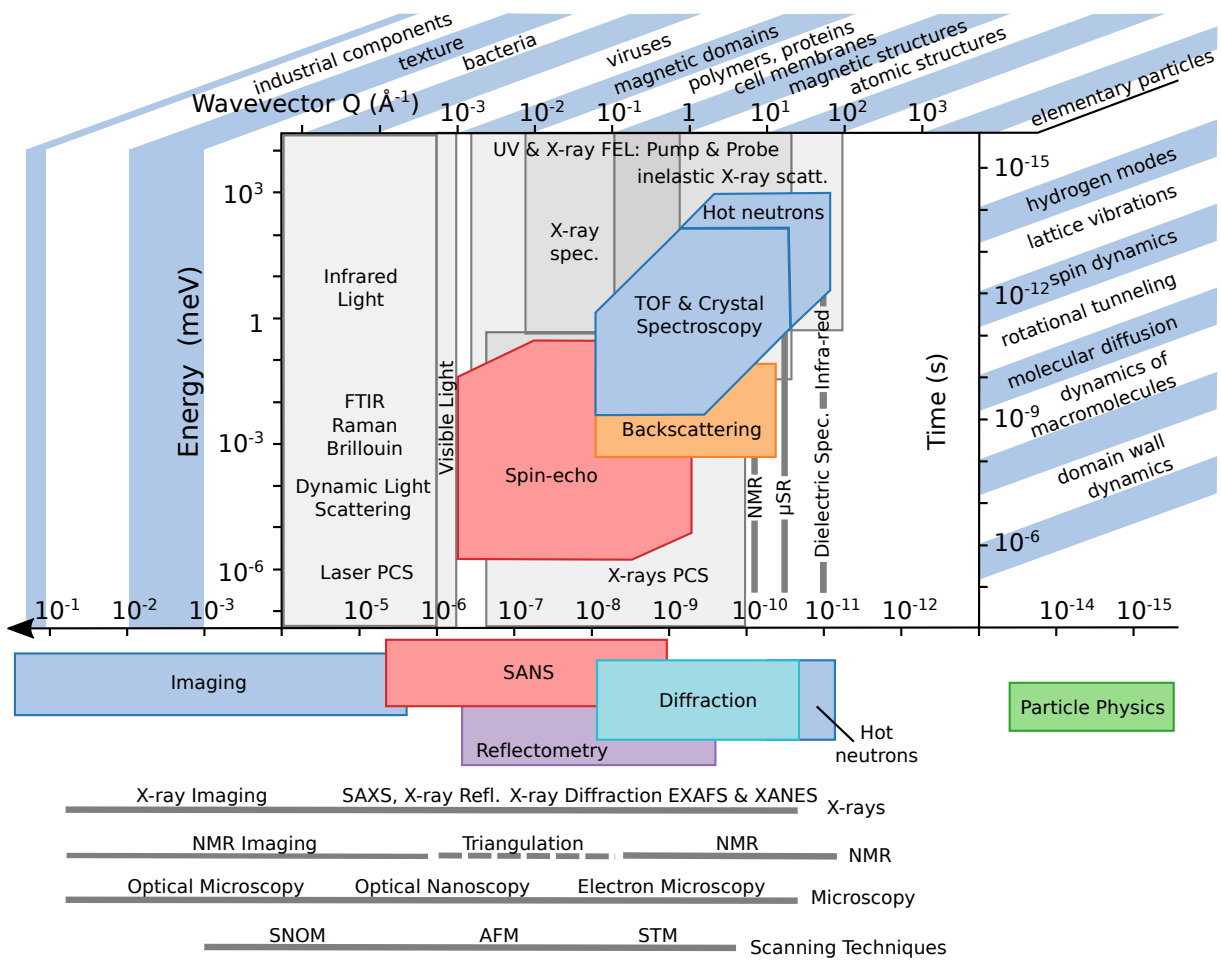 industrial components
texture
bacteria
viruses
magnetic domains
polymers, proteins
cell membranes
magnetic structures
atomic structures
elementary particles
Wavevector Q (Å⁻¹)
10⁻³
10⁻²
10⁻¹
1
10¹
10²
10³
UV & X-ray FEL: Pump & Probe
inelastic X-ray scatt.
Hot neutrons
X-ray
spec.
Infrared
Light
TOF & Crystal
Spectroscopy
FTIR
Raman
Brillouin
Dynamic Light
Scattering
Laser PCS
Visible Light
Spin-echo
Backscattering
X-rays PCS
NMR
µSR
Dielectric Spec.
Infra-red
Energy (meV)
10³
1
10⁻³
10⁻⁶
Time (s)
10⁻¹⁵
10⁻¹²
10⁻⁹
10⁻⁶
hydrogen modes
lattice vibrations
spin dynamics
rotational tunneling
molecular diffusion
dynamics of
macromolecules
domain wall
dynamics
10⁻¹
10⁻²
10⁻³
10⁻⁵
10⁻⁶
10⁻⁷
10⁻⁸
10⁻⁹
10⁻¹⁰
10⁻¹¹
10⁻¹²
10⁻¹⁴
10⁻¹⁵
Imaging
SANS
Diffraction
Reflectometry
Hot
neutrons
Particle Physics
X-ray Imaging
SAXS, X-ray Refl.
X-ray Diffraction
EXAFS & XANES
X-rays
NMR Imaging
Triangulation
NMR
NMR
Optical Microscopy
Optical Nanoscopy
Electron Microscopy
Microscopy
SNOM
AFM
STM
Scanning Techniques